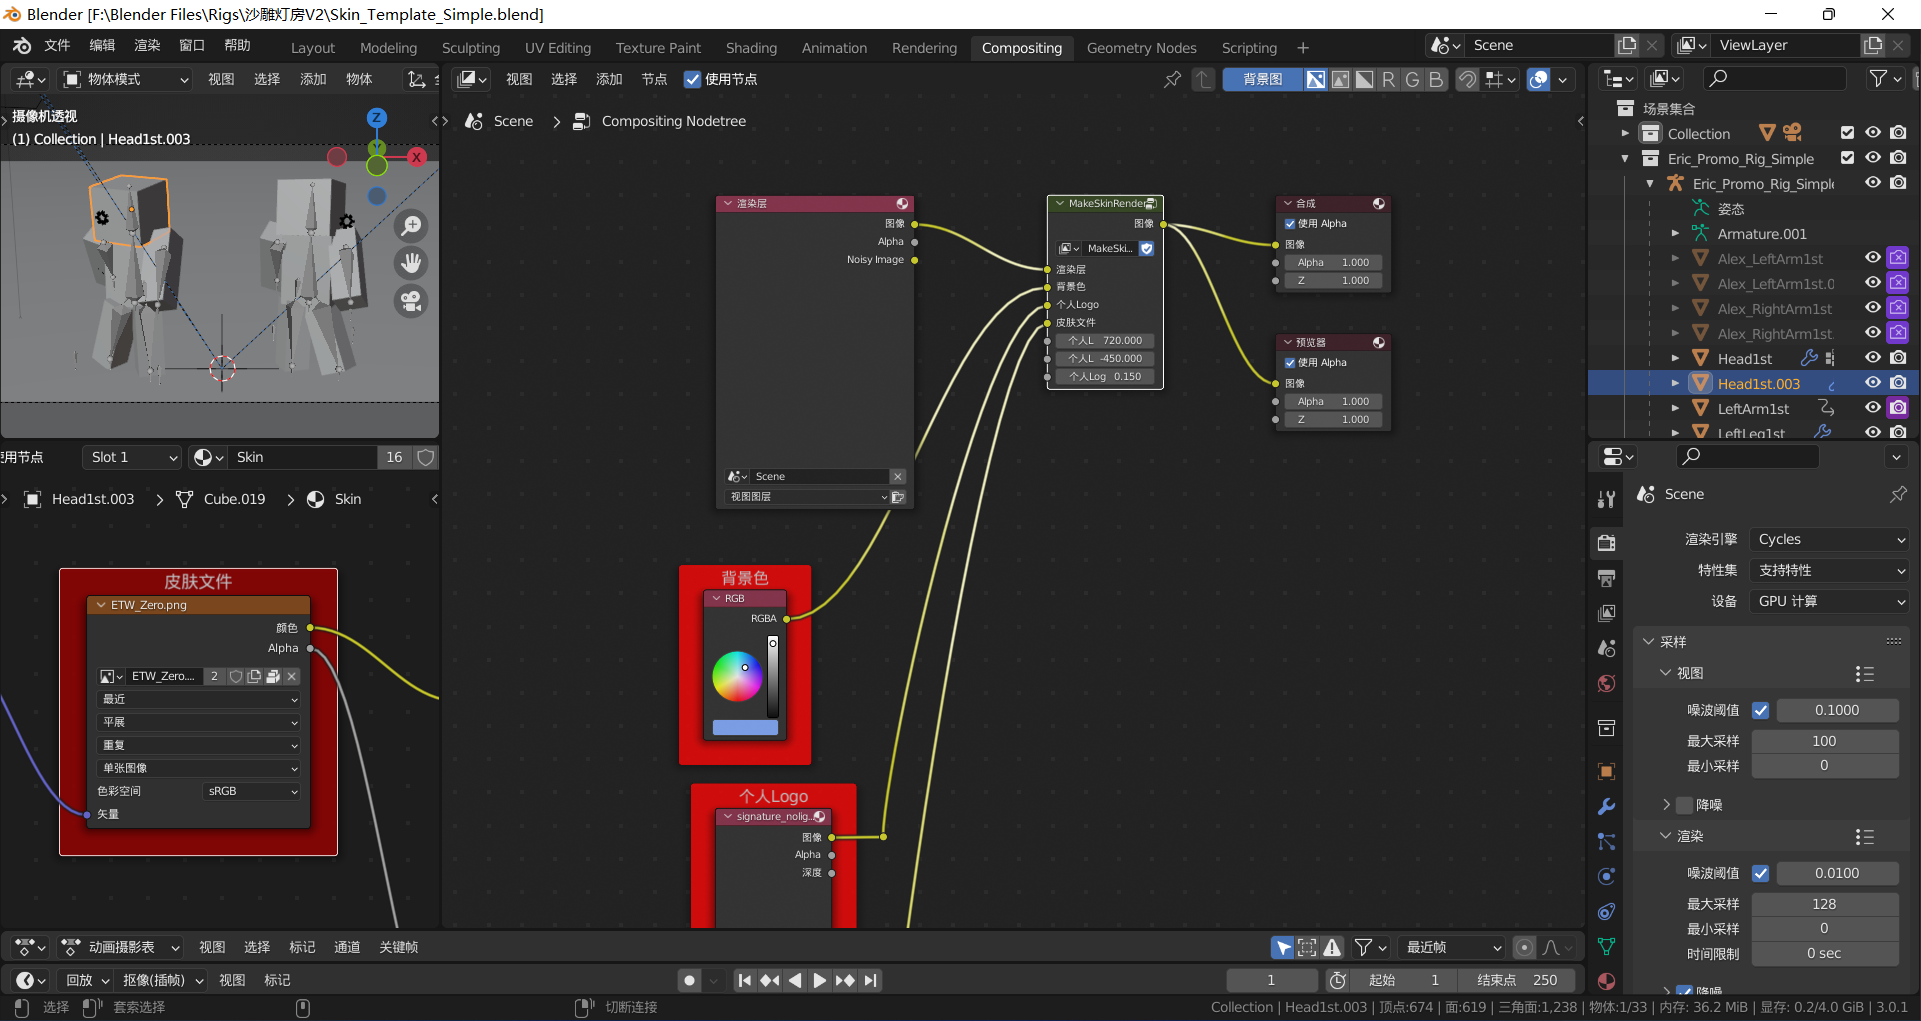 Blender [F:\Blender Files\Rigs\沙雕灯房V2\Skin_Template_Simple.blend]
文件 编辑 渲染 窗口 帮助 Layout Modeling Sculpting UV Editing Texture Paint Shading Animation Rendering Compositing Geometry Nodes Scripting + Scene ViewLayer
物体模式 视图 选择 添加 物体
视图 选择 添加 节点 使用节点 背景图 R G B
摄像机透视
(1) Collection | Head1st.003
Z
Y
X
Scene > Compositing Nodetree
场景集合
Collection
Eric_Promo_Rig_Simple
Eric_Promo_Rig_Simple
姿态
Armature.001
Alex_LeftArm1st
Alex_LeftArm1st.0
Alex_RightArm1st
Alex_RightArm1st.
Head1st
Head1st.003
LeftArm1st
LeftLeg1st
渲染层
图像
Alpha
Noisy Image
Scene
视图图层
MakeSkinRender
图像
MakeSki...
渲染层
背景色
个人Logo
皮肤文件
个人L 720.000
个人L -450.000
个人Log 0.150
合成
使用 Alpha
图像
Alpha 1.000
Z 1.000
预览器
使用 Alpha
图像
Alpha 1.000
Z 1.000
背景色
RGB
RGBA
个人Logo
signature_nolig...
图像
Alpha
深度
使用节点 Slot 1 Skin 16
Head1st.003 > Cube.019 > Skin
皮肤文件
ETW_Zero.png
颜色
Alpha
ETW_Zero.... 2
最近
平展
重复
单张图像
色彩空间 sRGB
矢量
Scene
渲染引擎 Cycles
特性集 支持特性
设备 GPU 计算
采样
视图
噪波阈值 0.1000
最大采样 100
最小采样 0
降噪
渲染
噪波阈值 0.0100
最大采样 128
最小采样 0
时间限制 0 sec
降噪
动画摄影表 视图 选择 标记 通道 关键帧 最近帧
回放 抠像(插帧) 视图 标记 1 起始 1 结束点 250
选择 套索选择 切断连接 Collection | Head1st.003 | 顶点:674 | 面:619 | 三角面:1,238 | 物体:1/33 | 内存: 36.2 MiB | 显存: 0.2/4.0 GiB | 3.0.1